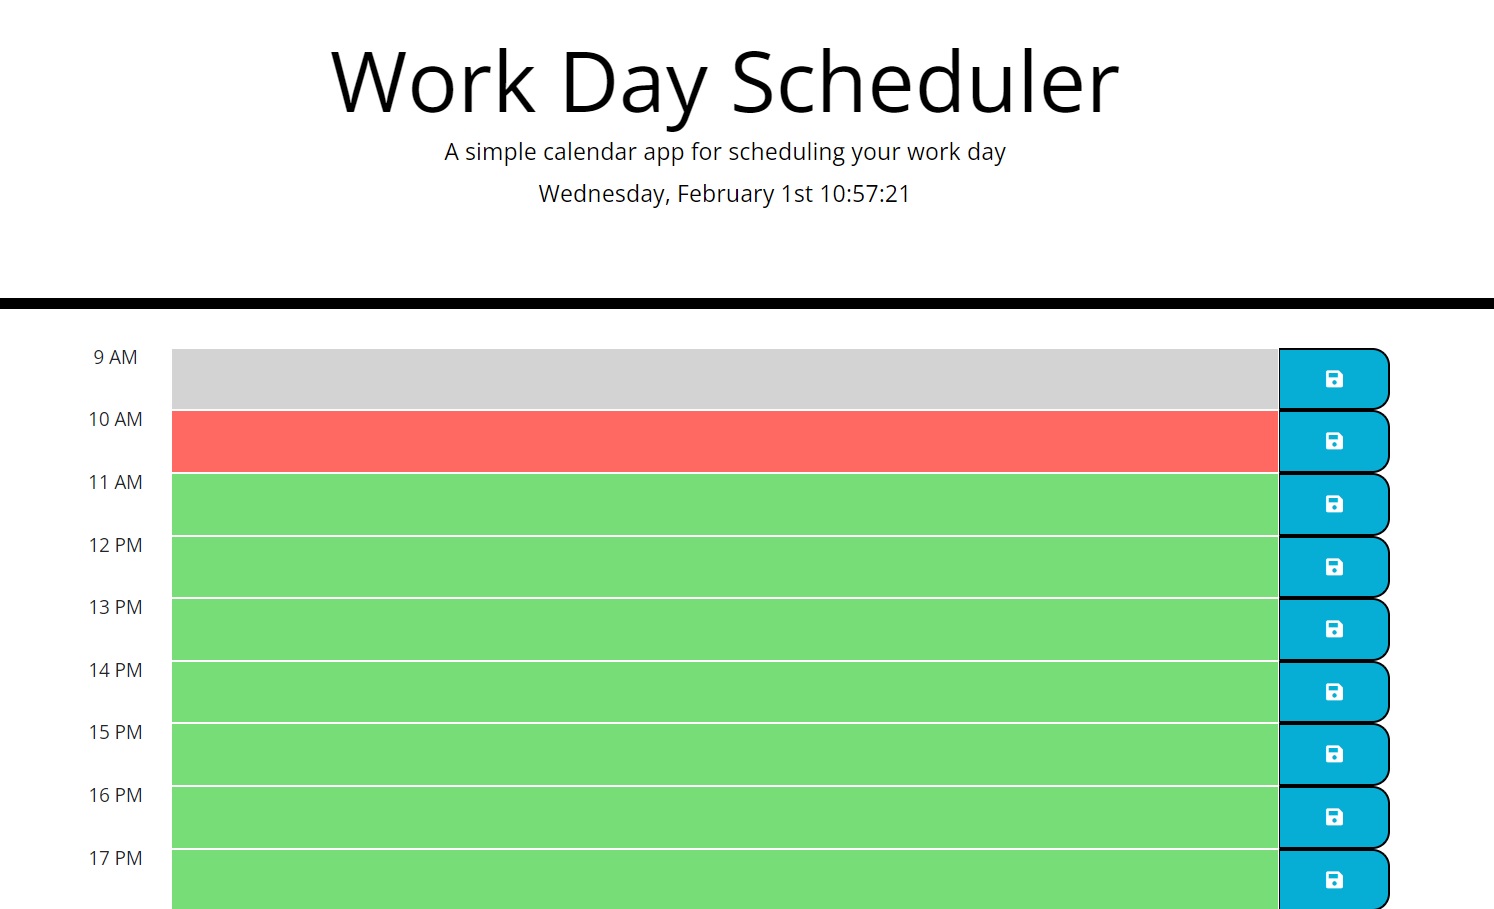 Work Day Scheduler
A simple calendar app for scheduling your work day
Wednesday, February 1st 10:57:21
9 AM
10 AM
11 AM
12 PM
13 PM
14 PM
15 PM
16 PM
17 PM